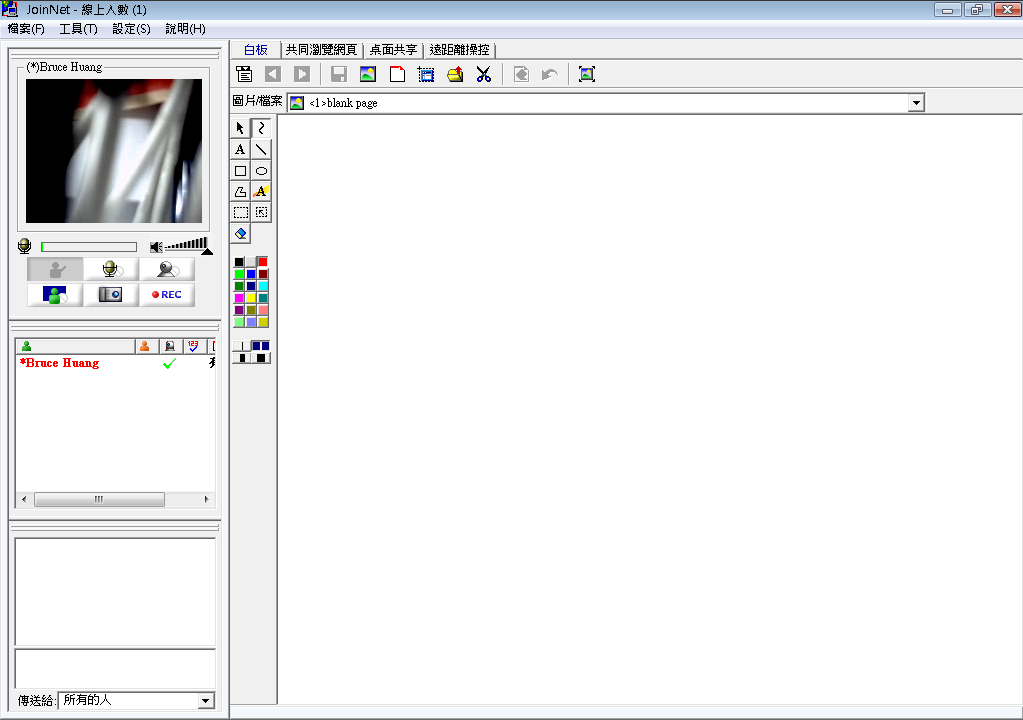 JoinNet - 線上人數 (1)
檔案(F) 工具(T) 設定(S) 說明(H)
白板 共同瀏覽網頁 桌面共享 遠距離操控
(*)Bruce Huang
圖片/檔案 <1>blank page
A
A
REC
123
*Bruce Huang
傳送給: 所有的人